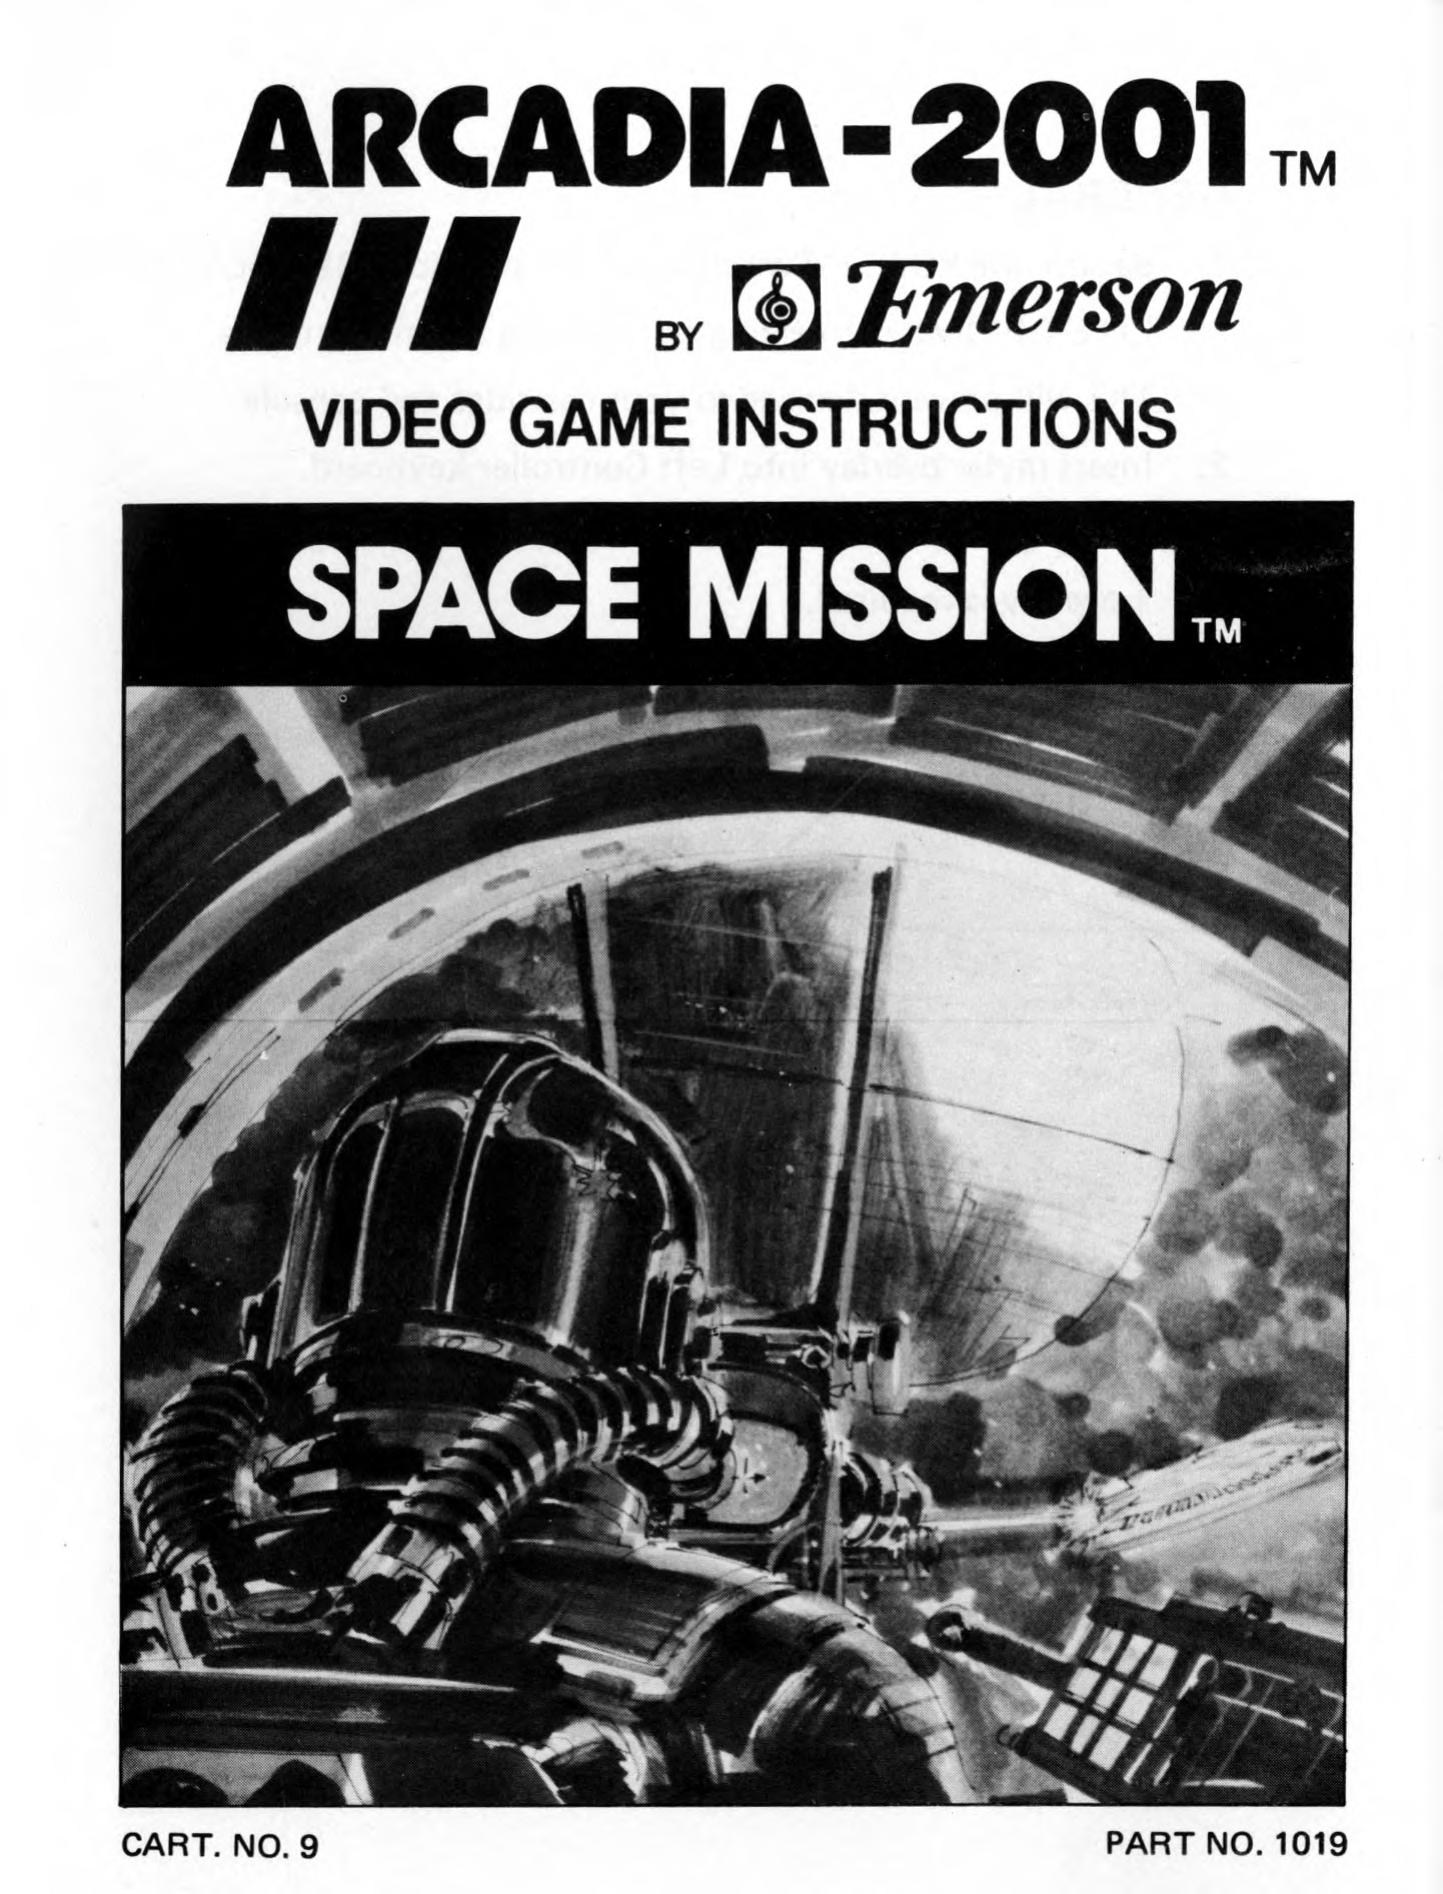 ARCADIA-2001 TM
BY Emerson
VIDEO GAME INSTRUCTIONS
SPACE MISSION TM
CART. NO. 9
PART NO. 1019